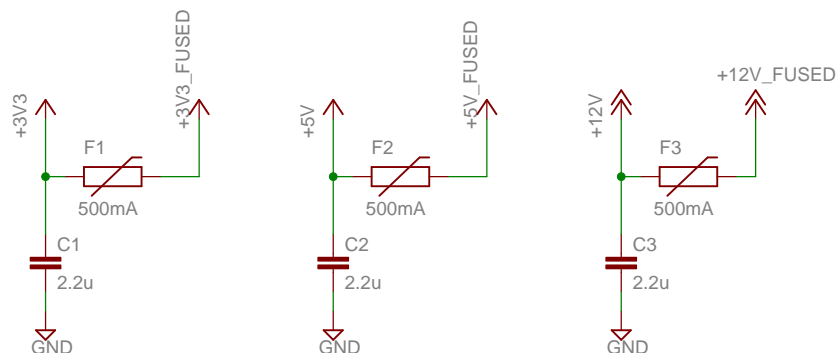 +3V3
+3V3_FUSED
F1
500mA
C1
2.2u
GND
+5V
+5V_FUSED
F2
500mA
C2
2.2u
GND
+12V
+12V_FUSED
F3
500mA
C3
2.2u
GND